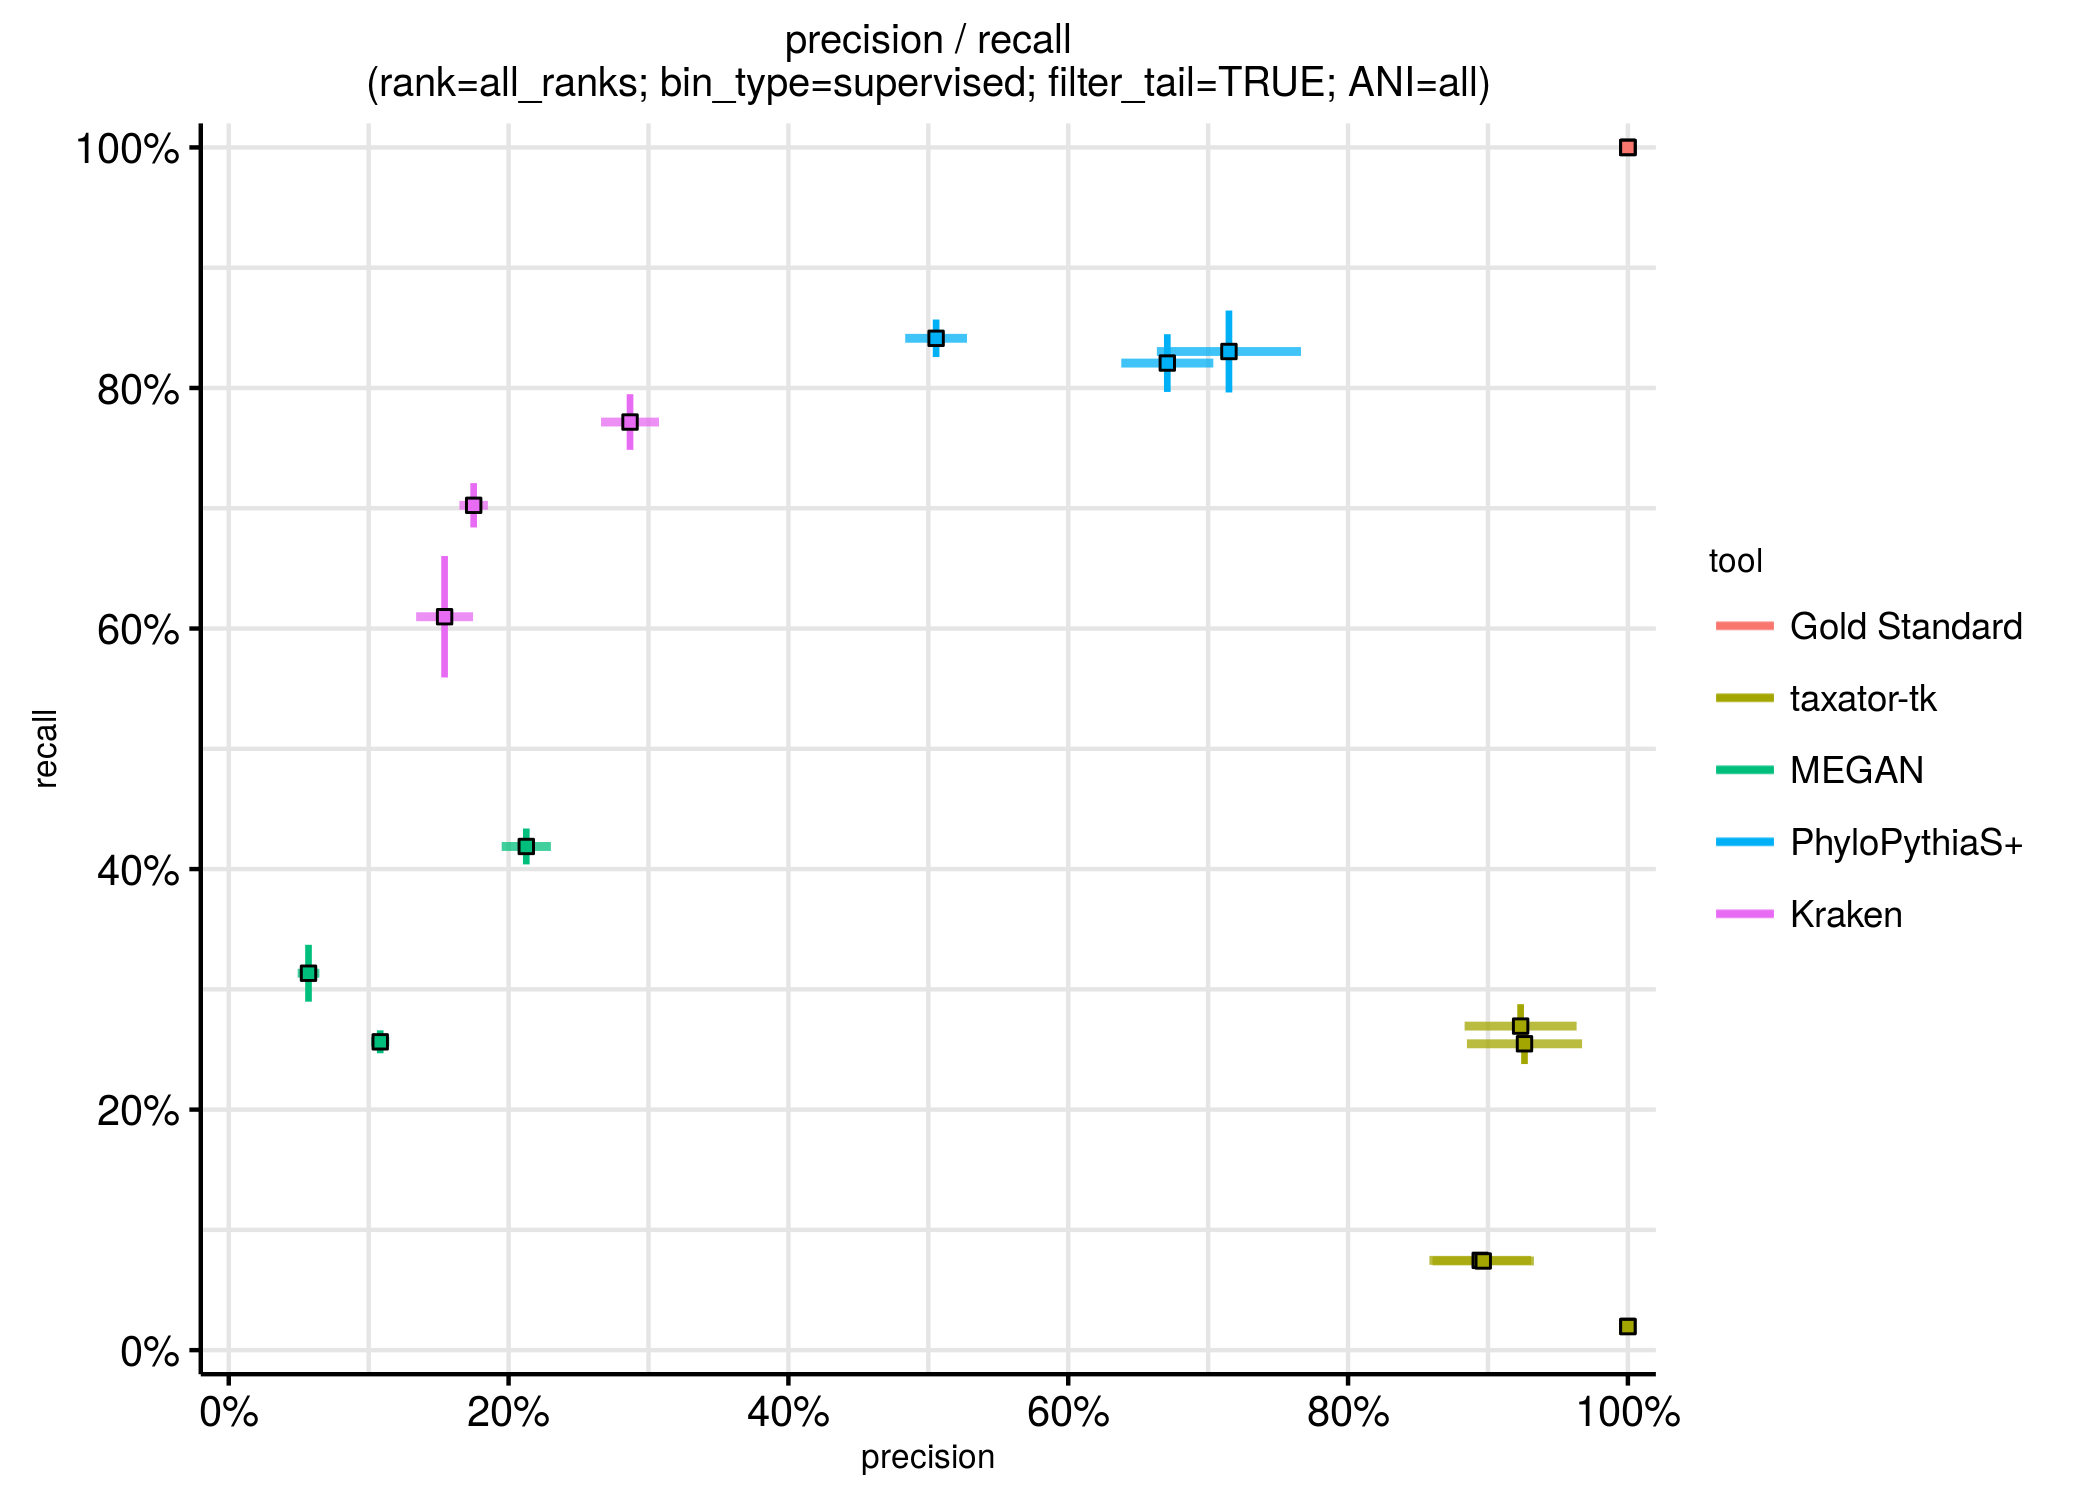 precision / recall
(rank=all_ranks; bin_type=supervised; filter_tail=TRUE; ANI=all)
100%
80%
60%
40%
20%
0%
recall
0%
20%
40%
60%
80%
100%
precision
tool
Gold Standard
taxator-tk
MEGAN
PhyloPythiaS+
Kraken